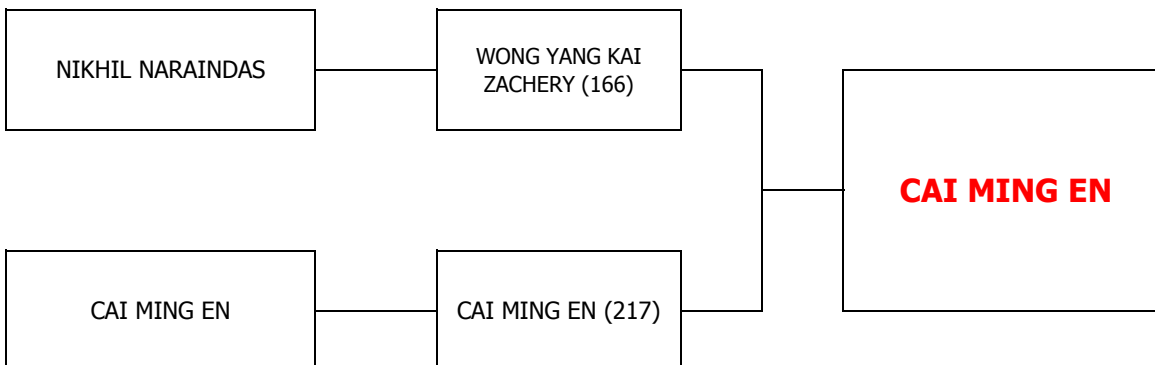 NIKHIL NARAINDAS
WONG YANG KAI
ZACHERY (166)
CAI MING EN
CAI MING EN
CAI MING EN (217)